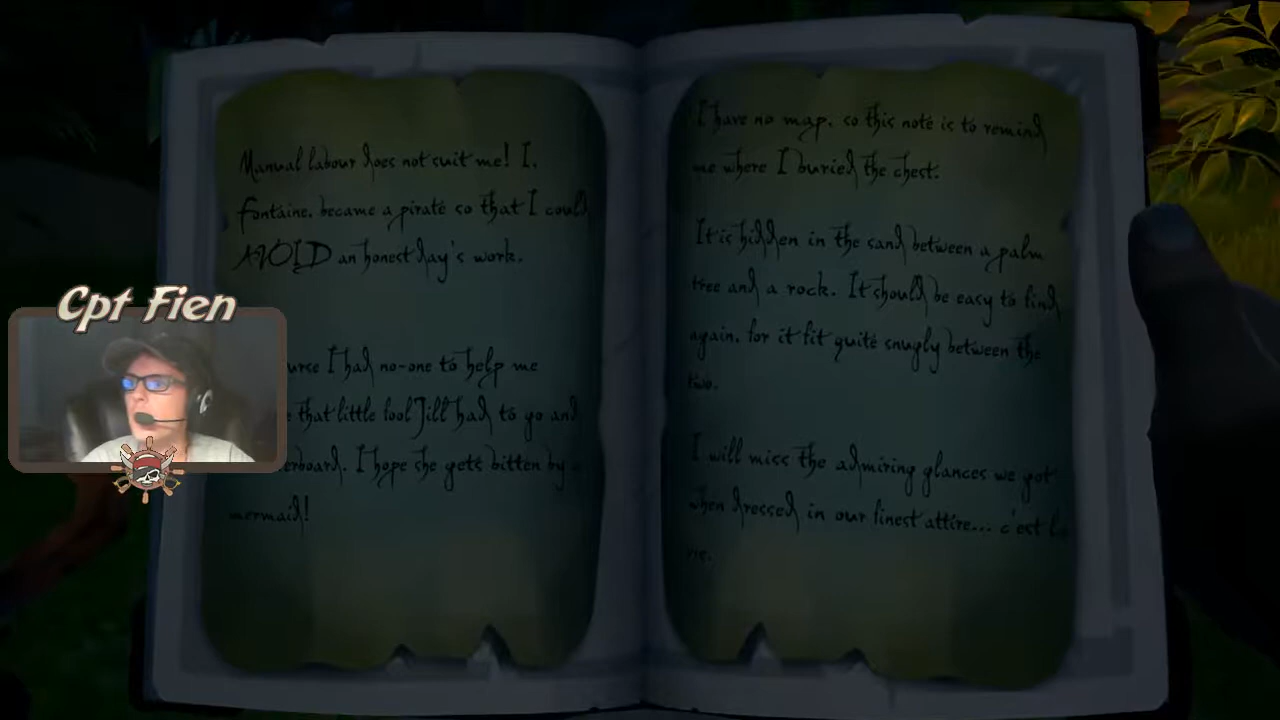 Cpt Fien
Manual labour does not suit me! I,
Fontaine, became a pirate so that I could
AVOID an honest day's work.
I had no-one to help me
that little fool Jill had to go and
I hope she gets bitten by a
mermaid!
I have no map, so this note is to remind
me where I buried the chest.
It is hidden in the sand between a palm
tree and a rock. It should be easy to find
again, for it fit quite snugly between the
two.
I will miss the admiring glances we got
when dressed in our finest attire... c'est la
vie.